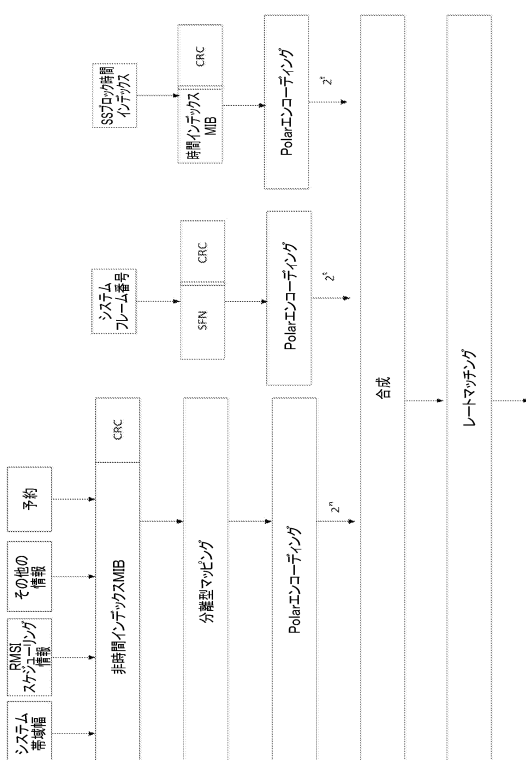 システム
帯域幅
RMSI
スケジューリング
情報
その他の
情報
予約
非時間インデックスMIB
CRC
分離型マッピング
Polarエンコーディング
2ⁿ
システム
フレーム番号
SFN
CRC
Polarエンコーディング
2ˢ
SSブロック時間
インデックス
時間インデックス
MIB
CRC
Polarエンコーディング
2ᵗ
合成
レートマッチング